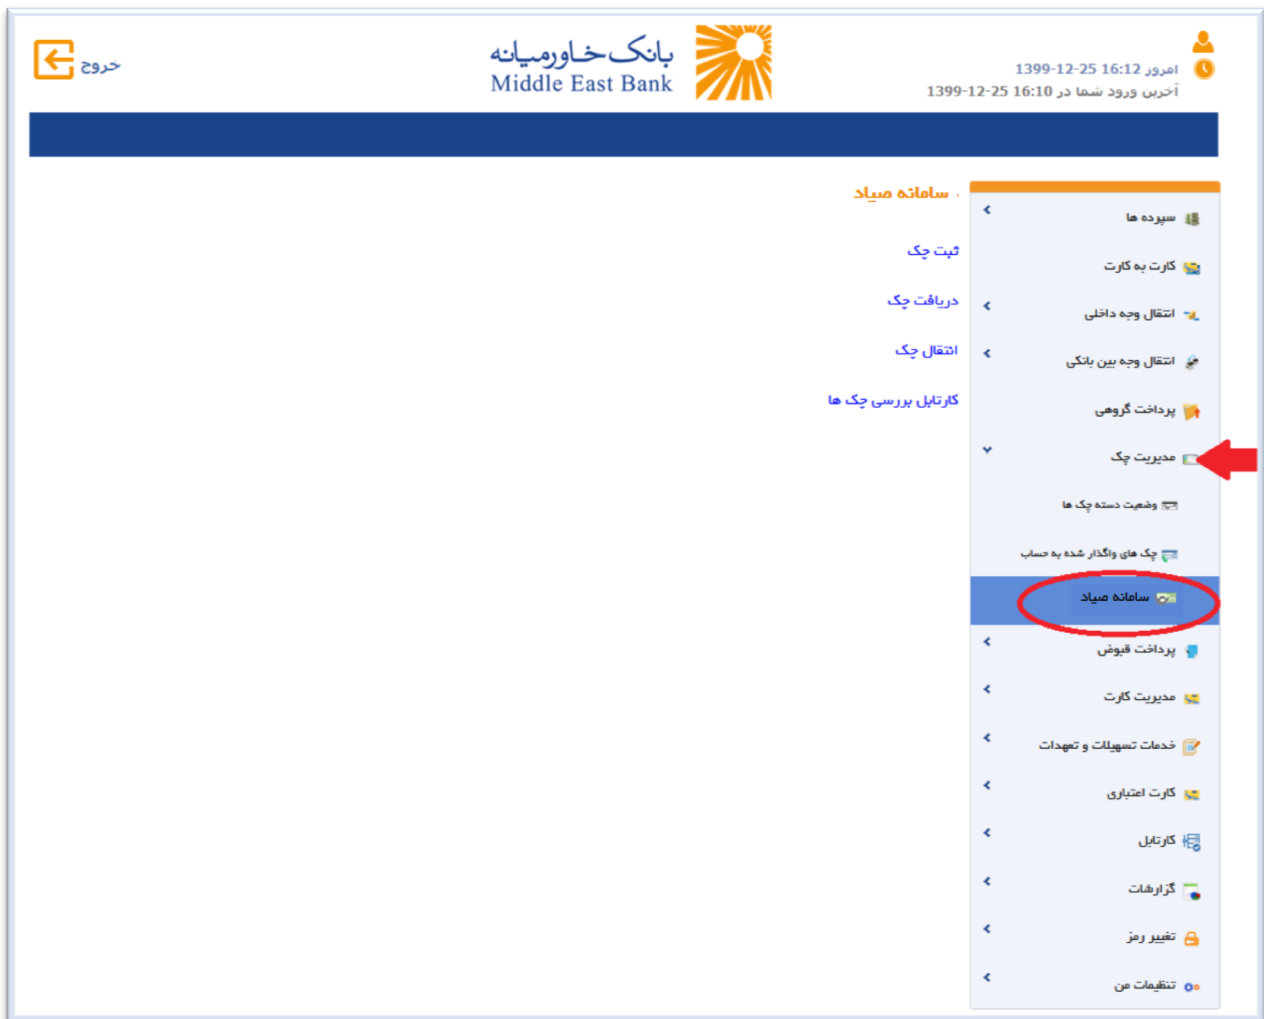 امروز 16:12 1399-12-25
آخرین ورود شما در 16:10 1399-12-25
بانک خاورمیانه
Middle East Bank
خروج
سپرده ها
کارت به کارت
انتقال وجه داخلی
انتقال وجه بین بانکی
پرداخت گروهی
مدیریت چک
وضعیت دسته چک ها
چک های واگذار شده به حساب
سامانه صیاد
پرداخت قبوض
مدیریت کارت
خدمات تسهیلات و تعهدات
کارت اعتباری
کارتابل
گزارشات
تغییر رمز
تنظیمات من
سامانه صیاد
ثبت چک
دریافت چک
انتقال چک
کارتابل بررسی چک ها